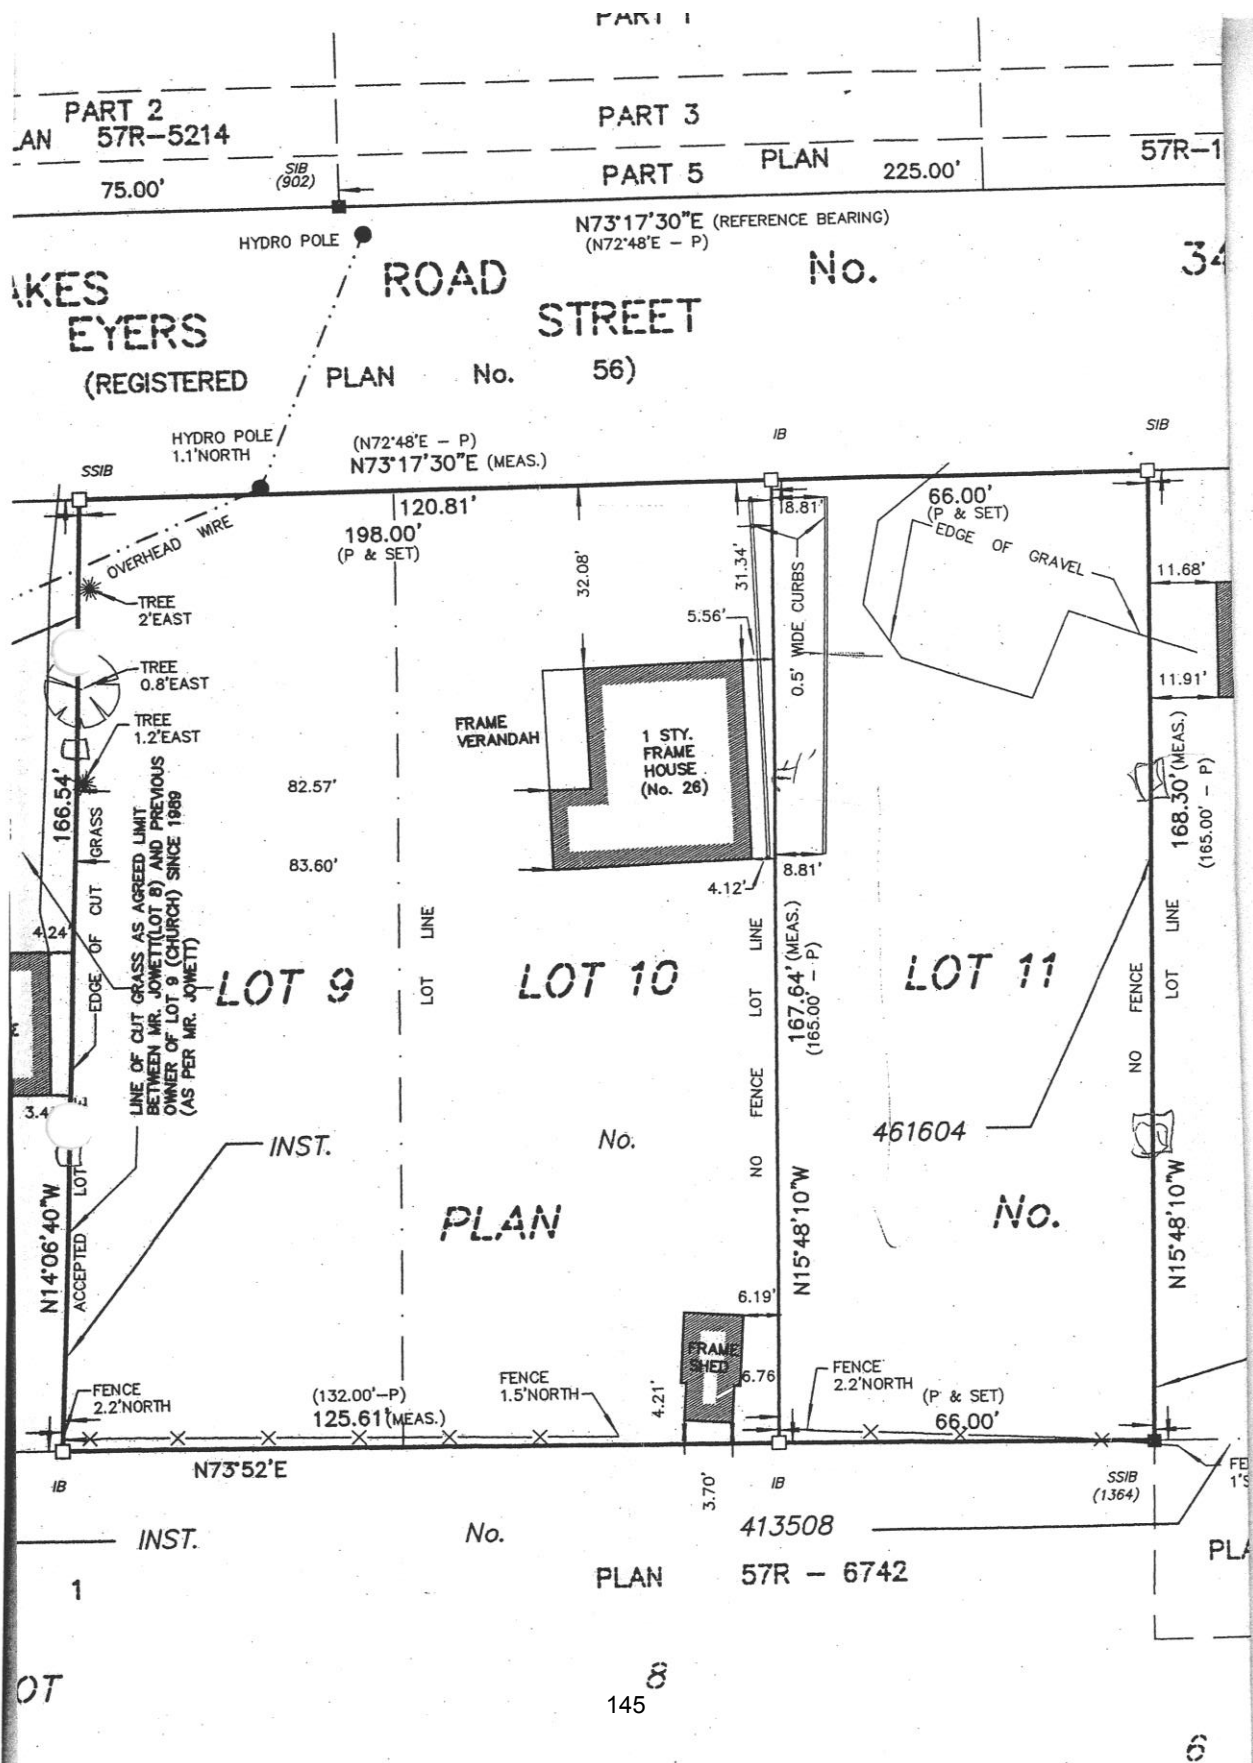 PART 1
PART 2
PART 3
57R-5214
PLAN
57R-1
75.00'
SIB
(902)
PART 5
225.00'
N73°17'30"E (REFERENCE BEARING)
(N72°48'E - P)
HYDRO POLE
AKES
ROAD
No.
34
EYERS
STREET
(REGISTERED PLAN No. 56)
HYDRO POLE
1.1'NORTH
(N72°48'E - P)
N73°17'30"E (MEAS.)
IB
SIB
SSIB
120.81'
198.00'
(P & SET)
8.81'
66.00'
(P & SET)
OVERHEAD WIRE
EDGE OF GRAVEL
32.08'
31.34'
5.56'
0.5' WIDE CURBS
11.68'
TREE
2'EAST
TREE
0.8'EAST
TREE
1.2'EAST
11.91'
FRAME
VERANDAH
1 STY.
FRAME
HOUSE
(No. 26)
82.57'
83.60'
4.12'
8.81'
166.54'
168.30' (MEAS.)
(165.00' - P)
EDGE OF CUT GRASS
LINE OF CUT GRASS AS AGREED LIMIT
BETWEEN MR. JOWETT(LOT 8) AND PREVIOUS
OWNER OF LOT 9 (CHURCH) SINCE 1989
(AS PER MR. JOWETT)
4.24'
LOT LINE
NO FENCE LOT LINE
167.64' (MEAS.)
(165.00' - P)
NO FENCE LOT LINE
LOT 9
LOT 10
LOT 11
INST.
No.
461604
PLAN
No.
N14°06'40"W
ACCEPTED LOT
N15°48'10"W
N15°48'10"W
6.19'
FRAME
SHED
6.76
4.21'
FENCE
2.2'NORTH
(132.00'-P)
125.61'(MEAS.)
FENCE
1.5'NORTH
FENCE
2.2'NORTH
(P & SET)
66.00'
N73°52'E
IB
3.70'
IB
SSIB
(1364)
INST.
No.
413508
1
PLAN
57R - 6742
OT
8
145
6